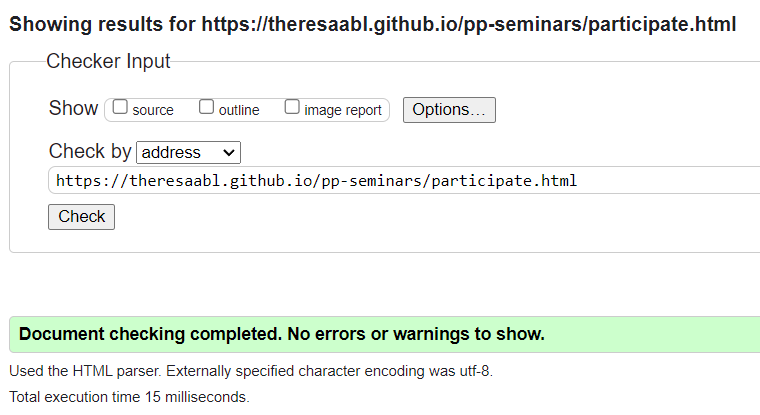 Showing results for https://theresaabl.github.io/pp-seminars/participate.html
Checker Input
Show source outline image report Options...
Check by address
https://theresaabl.github.io/pp-seminars/participate.html
Check
Document checking completed. No errors or warnings to show.
Used the HTML parser. Externally specified character encoding was utf-8.
Total execution time 15 milliseconds.